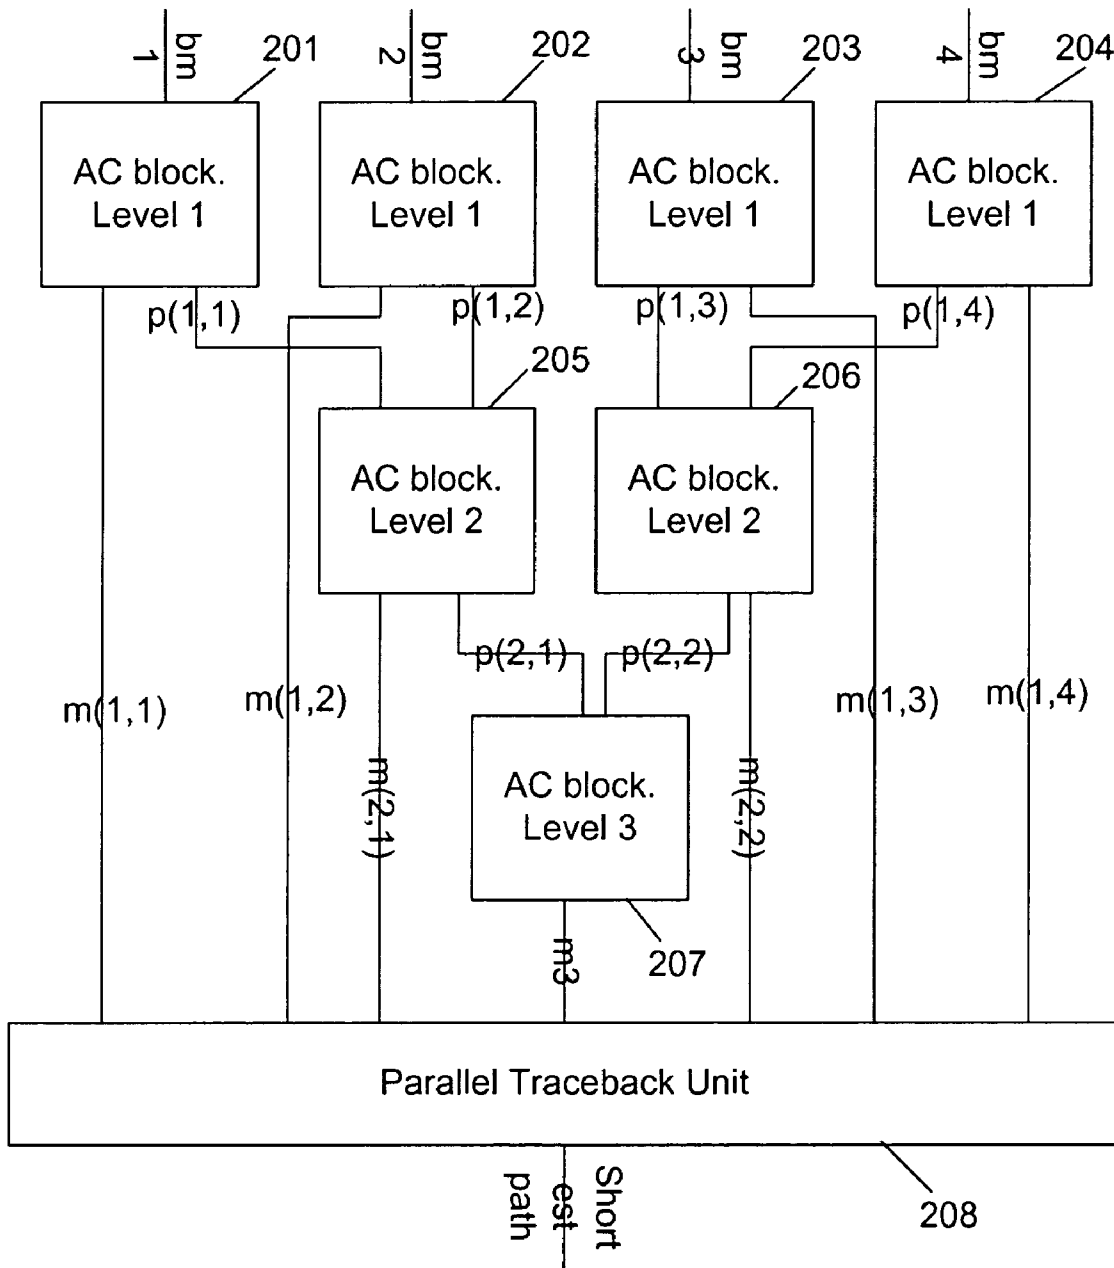 bm
1
201
bm
2
202
bm
3
203
bm
4
204
AC block.
Level 1
AC block.
Level 1
AC block.
Level 1
AC block.
Level 1
p(1,1)
p(1,2)
p(1,3)
p(1,4)
205
206
AC block.
Level 2
AC block.
Level 2
p(2,1)
p(2,2)
m(1,1)
m(1,2)
m(1,3)
m(1,4)
m(2,1)
m(2,2)
AC block.
Level 3
m3
207
Parallel Traceback Unit
208
Short
est
path